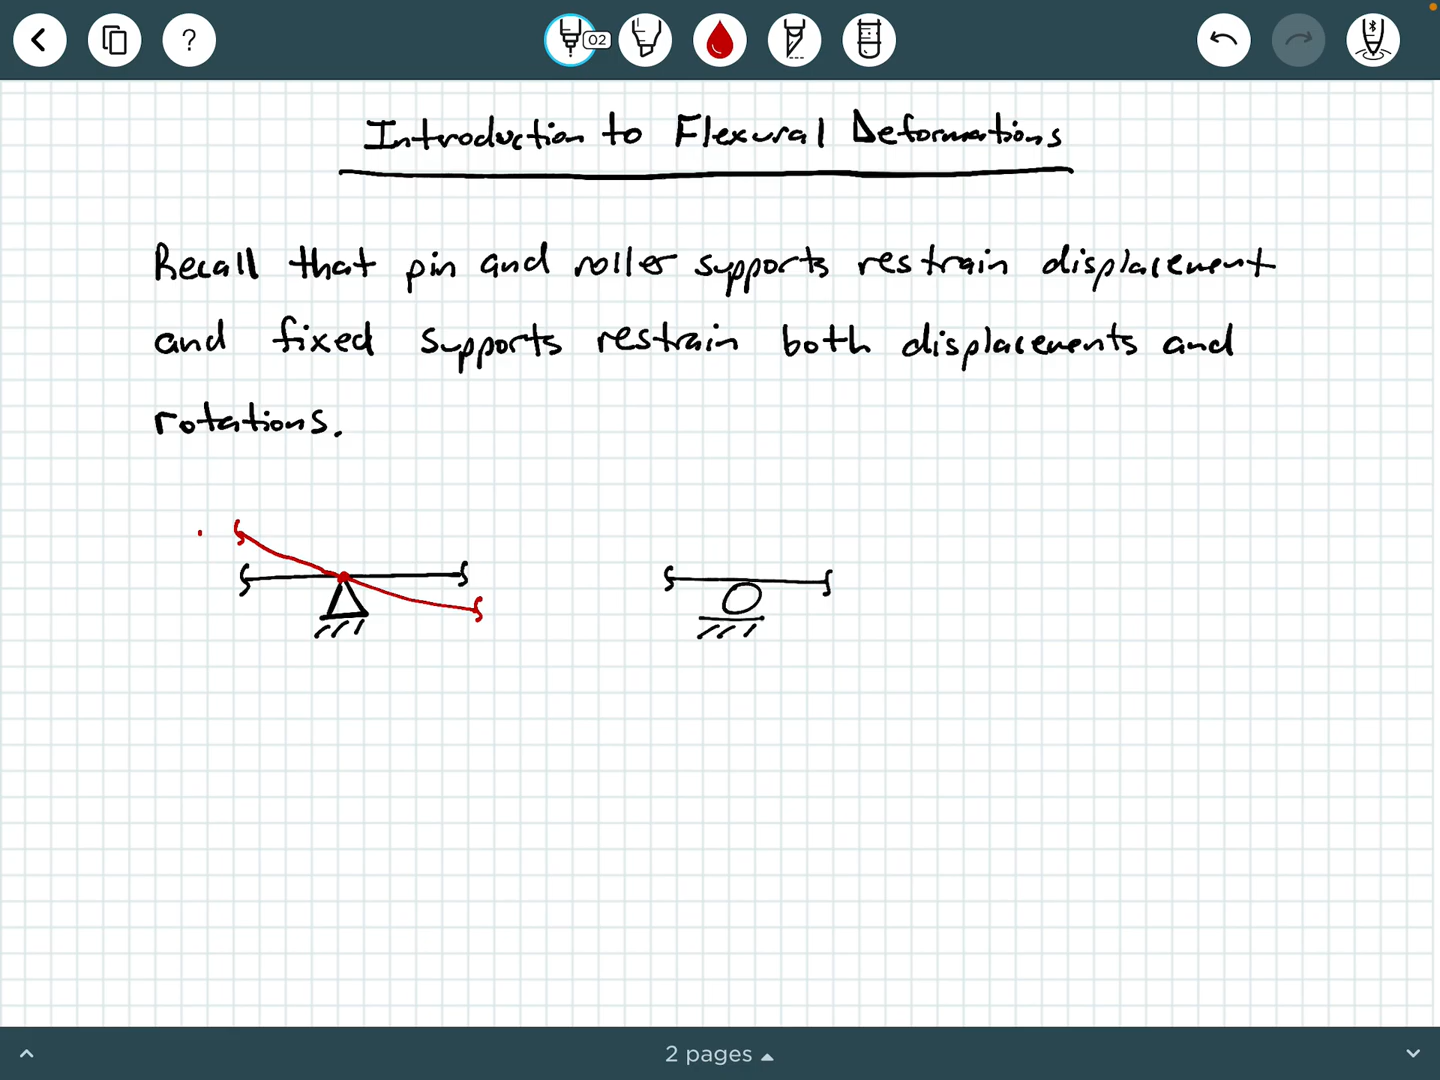 ?
02
Introduction to Flexural Deformations
Recall that pin and roller supports restrain displacement
and fixed supports restrain both displacements and
rotations.
2 pages